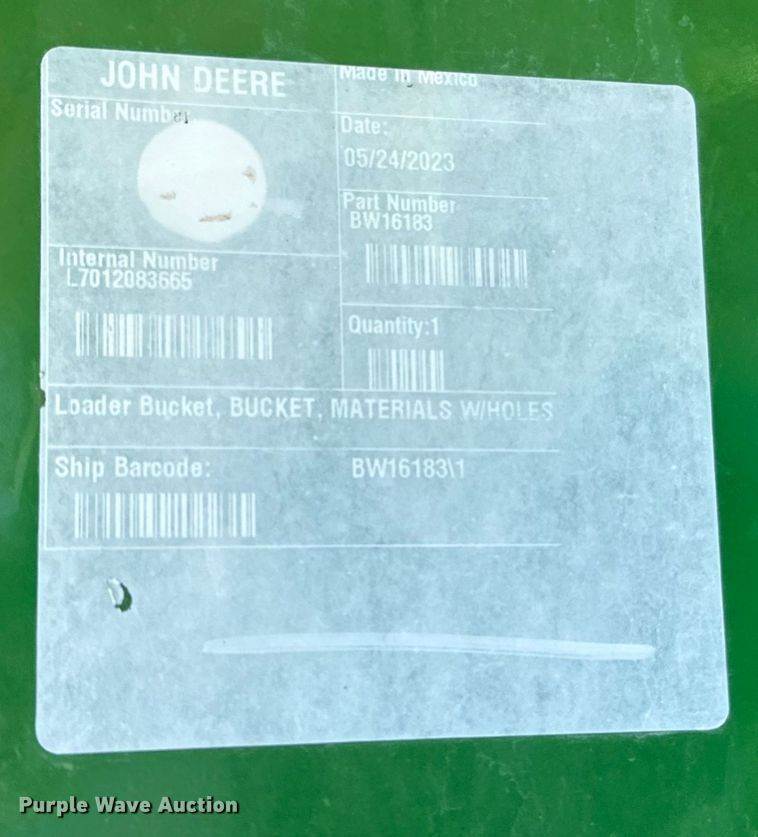 JOHN DEERE
Made in Mexico
Serial Number
Date:
05/24/2023
Part Number
BW16183
Internal Number
L7012083665
Quantity:1
Loader Bucket, BUCKET, MATERIALS W/HOLES
Ship Barcode:
BW16183\1
Purple Wave Auction